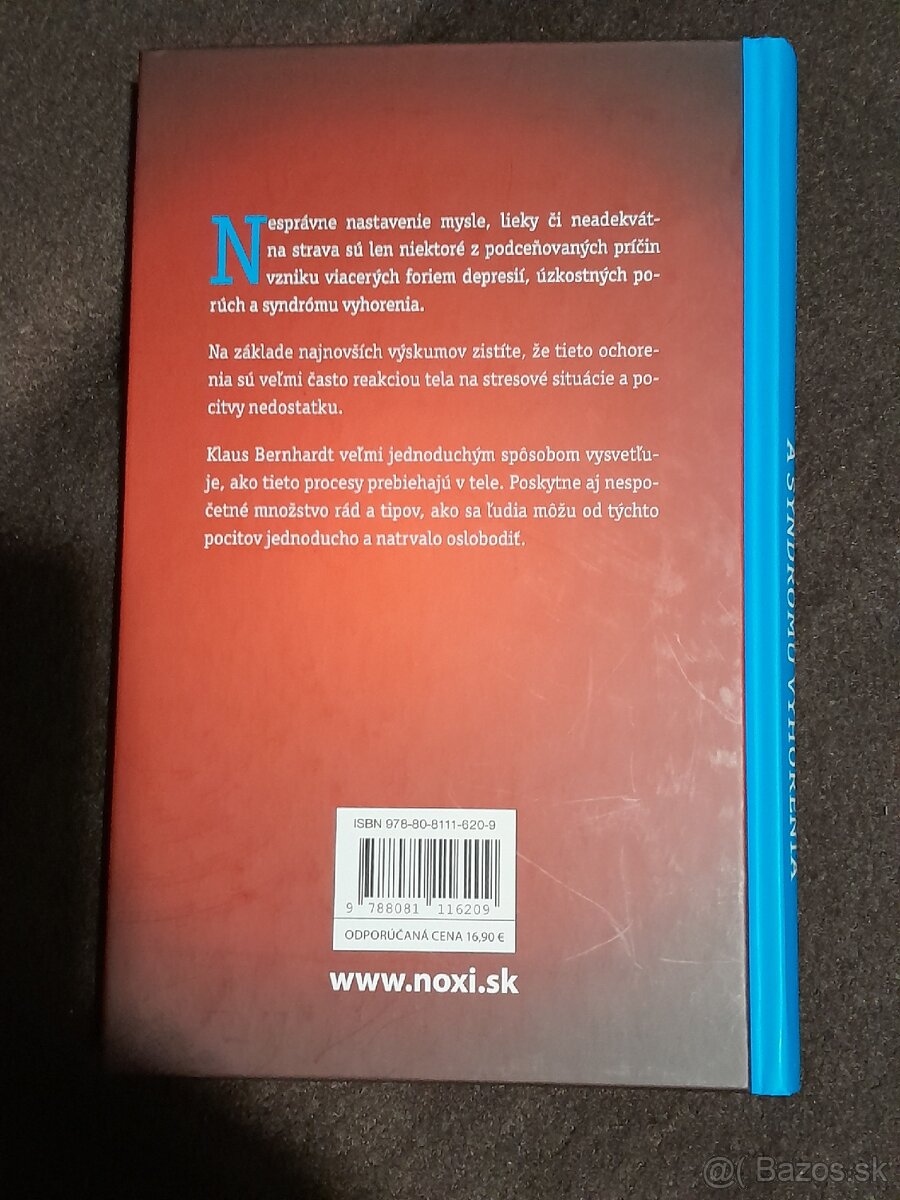 Nesprávne nastavenie mysle, lieky či neadekvát-
na strava sú len niektoré z podceňovaných príčin
vzniku viacerých foriem depresií, úzkostných po-
rúch a syndrómu vyhorenia.
Na základe najnovších výskumov zistíte, že tieto ochore-
nia sú veľmi často reakciou tela na stresové situácie a po-
citvy nedostatku.
Klaus Bernhardt veľmi jednoduchým spôsobom vysvetľu-
je, ako tieto procesy prebiehajú v tele. Poskytne aj nespo-
četné množstvo rád a tipov, ako sa ľudia môžu od týchto
pocitov jednoducho a natrvalo oslobodiť.
ISBN 978-80-8111-620-9
9 788081 116209
ODPORÚČANÁ CENA 16,90 €
www.noxi.sk
A SYNDRÓMU VYHORENIA
@( Bazos.sk